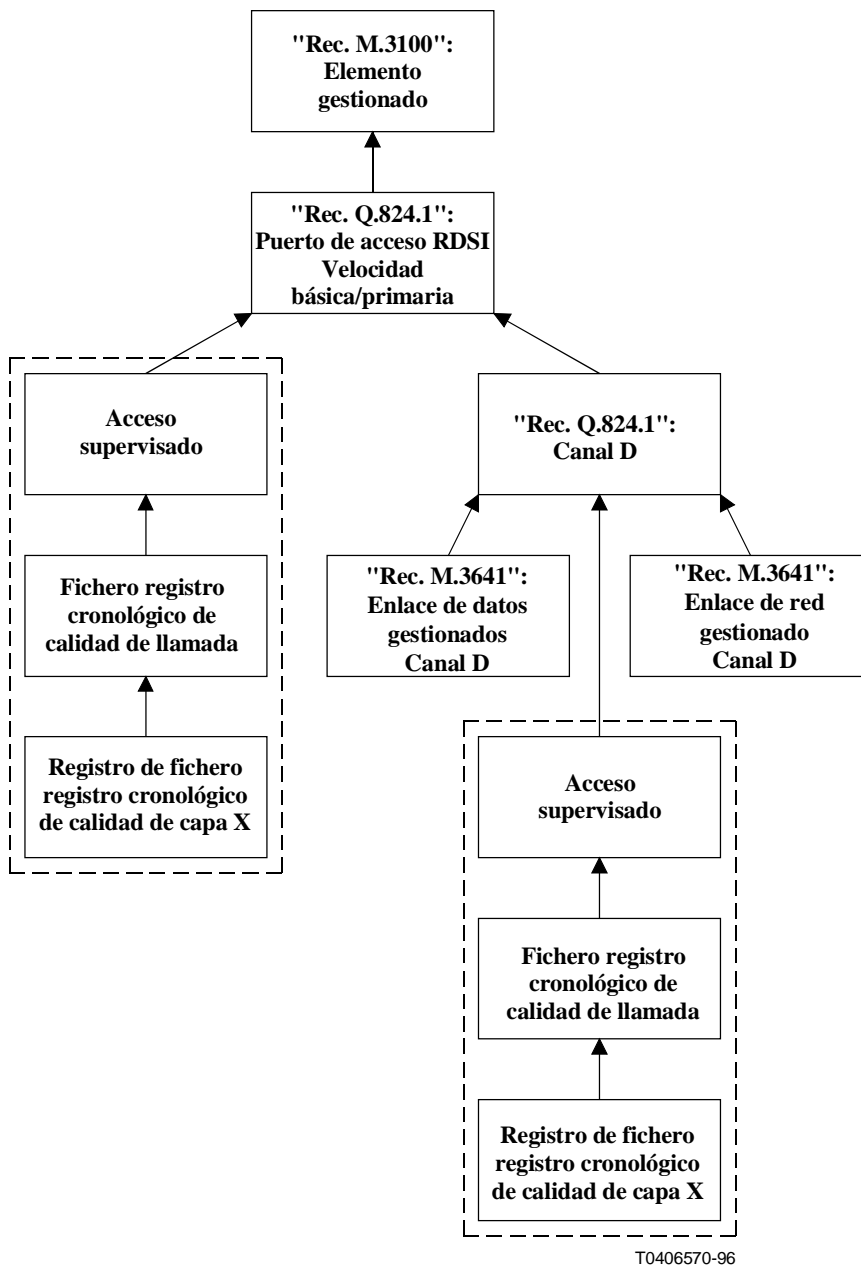 "Rec. M.3100":
Elemento
gestionado
"Rec. Q.824.1":
Puerto de acceso RDSI
Velocidad
básica/primaria
Acceso
supervisado
Fichero registro
cronológico de
calidad de llamada
Registro de fichero
registro cronológico
de calidad de capa X
"Rec. Q.824.1":
Canal D
"Rec. M.3641":
Enlace de datos
gestionados
Canal D
"Rec. M.3641":
Enlace de red
gestionado
Canal D
Acceso
supervisado
Fichero registro
cronológico de
calidad de llamada
Registro de fichero
registro cronológico
de calidad de capa X
T0406570-96